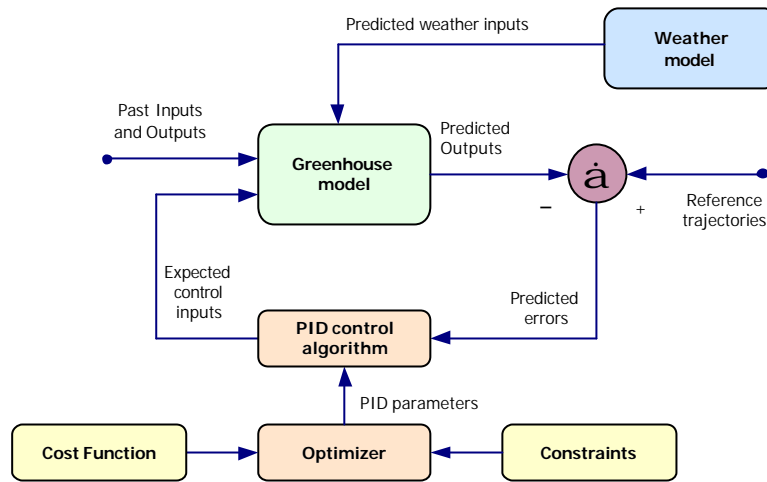 Predicted weather inputs
Weather
model
Past Inputs
and Outputs
Greenhouse
model
Predicted
Outputs
ȧ
−
+
Reference
trajectories
Expected
control
inputs
Predicted
errors
PID control
algorithm
PID parameters
Cost Function
Optimizer
Constraints